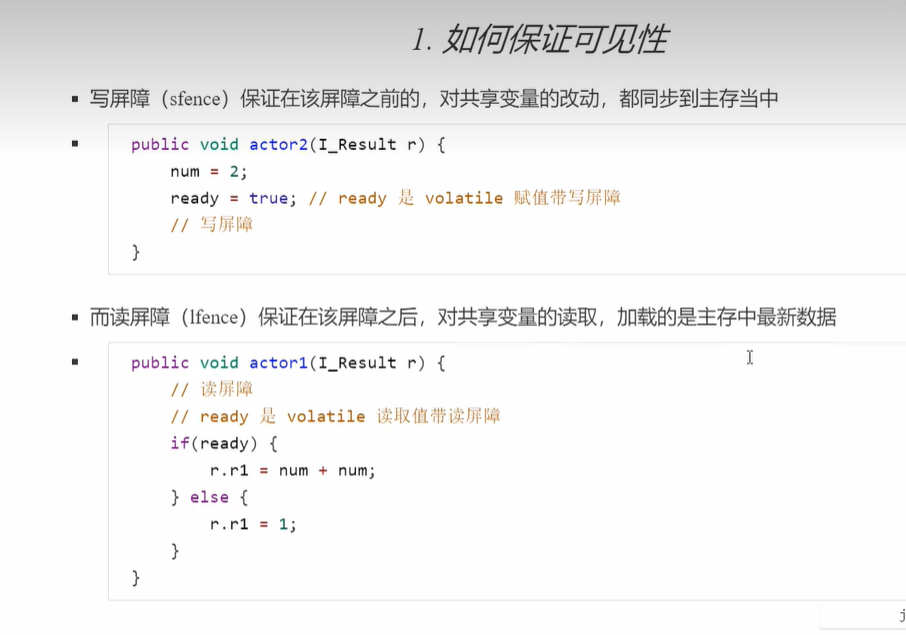 1. 如何保证可见性
▪ 写屏障（sfence）保证在该屏障之前的，对共享变量的改动，都同步到主存当中
▪ public void actor2(I_Result r) {
num = 2;
ready = true; // ready 是 volatile 赋值带写屏障
// 写屏障
}
▪ 而读屏障（lfence）保证在该屏障之后，对共享变量的读取，加载的是主存中最新数据
▪ public void actor1(I_Result r) {
// 读屏障
// ready 是 volatile 读取值带读屏障
if(ready) {
r.r1 = num + num;
} else {
r.r1 = 1;
}
}